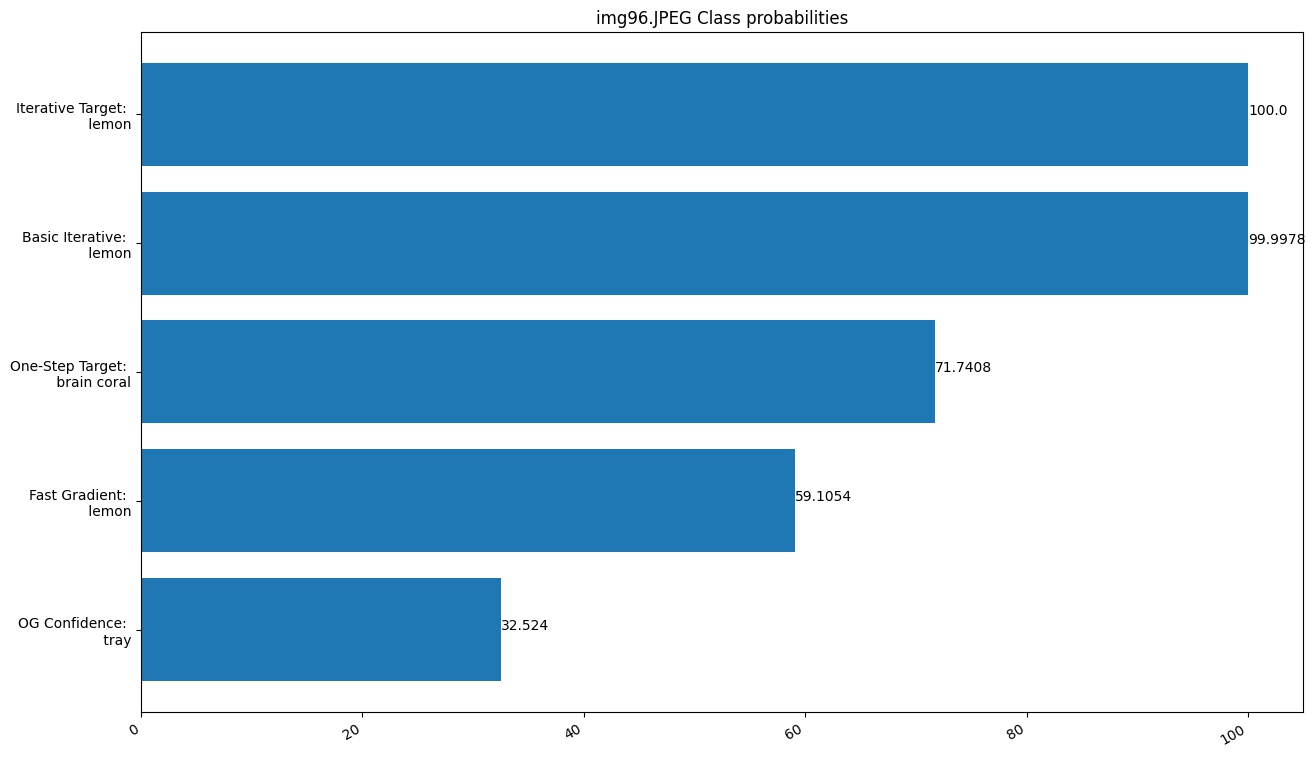 img96.JPEG Class probabilities
Iterative Target:
lemon
100.0
Basic Iterative:
lemon
99.9978
One-Step Target:
brain coral
71.7408
Fast Gradient:
lemon
59.1054
OG Confidence:
tray
32.524
0
20
40
60
80
100